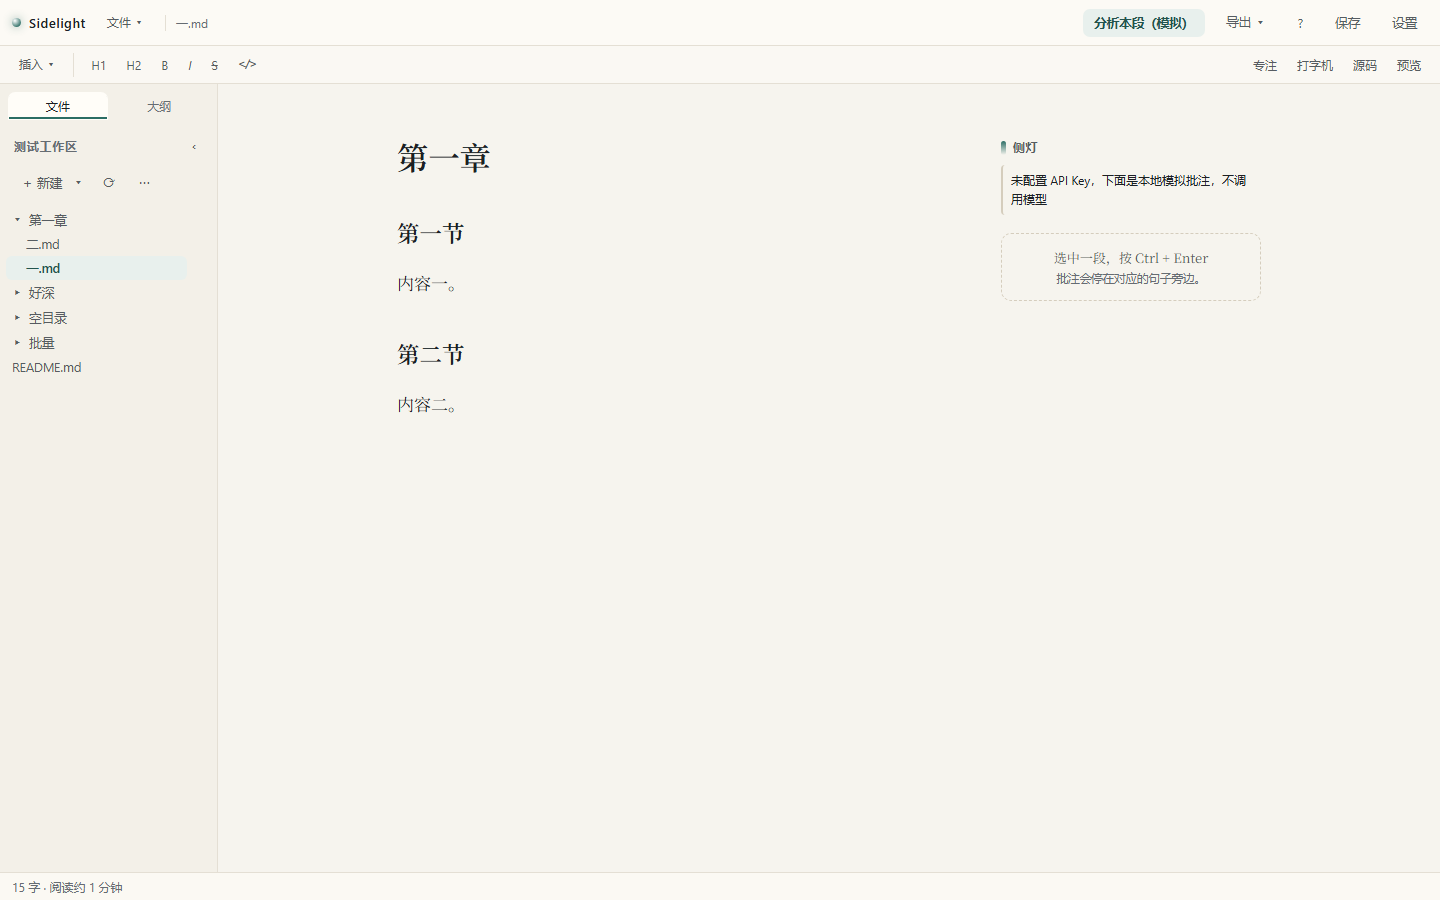 Sidelight 文件 一.md 分析本段（模拟） 导出 ? 保存 设置
插入 H1 H2 B I S </> 专注 打字机 源码 预览
文件 大纲
测试工作区
+ 新建 ···
第一章
二.md
一.md
好深
空目录
批量
README.md
第一章
第一节
内容一。
第二节
内容二。
侧灯
未配置 API Key，下面是本地模拟批注，不调
用模型
选中一段，按 Ctrl + Enter
批注会停在对应的句子旁边。
15 字 · 阅读约 1 分钟